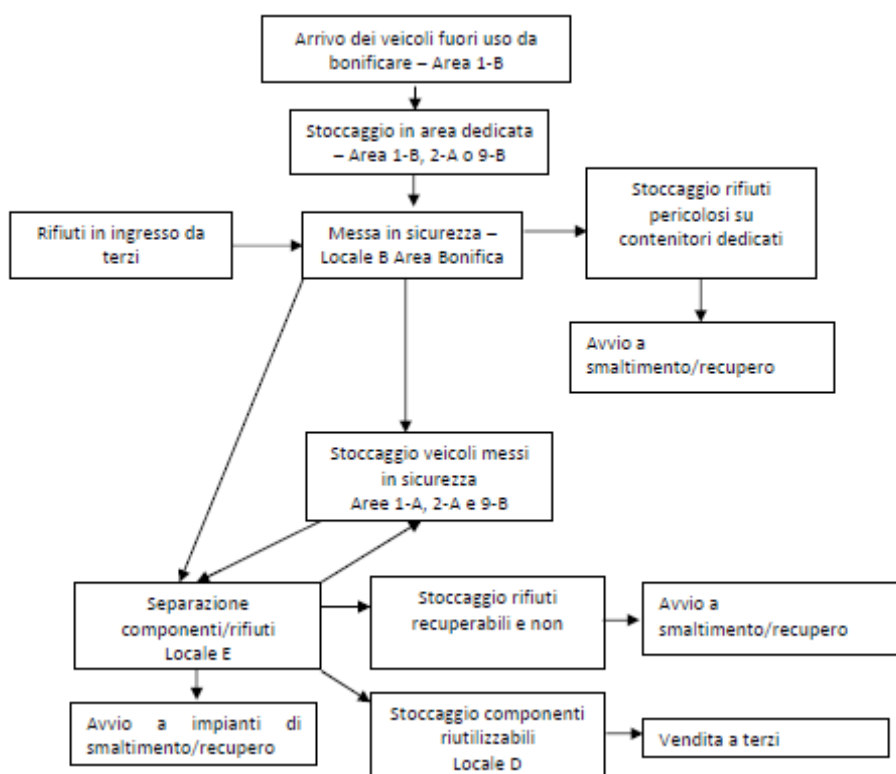 Arrivo dei veicoli fuori uso da
bonificare – Area 1-B
Stoccaggio in area dedicata
– Area 1-B, 2-A o 9-B
Stoccaggio rifiuti
pericolosi su
contenitori dedicati
Rifiuti in ingresso da
terzi
Messa in sicurezza –
Locale B Area Bonifica
Avvio a
smaltimento/recupero
Stoccaggio veicoli messi
in sicurezza
Aree 1-A, 2-A e 9-B
Separazione
componenti/rifiuti
Locale E
Stoccaggio rifiuti
recuperabili e non
Avvio a
smaltimento/recupero
Avvio a impianti di
smaltimento/recupero
Stoccaggio componenti
riutilizzabili
Locale D
Vendita a terzi